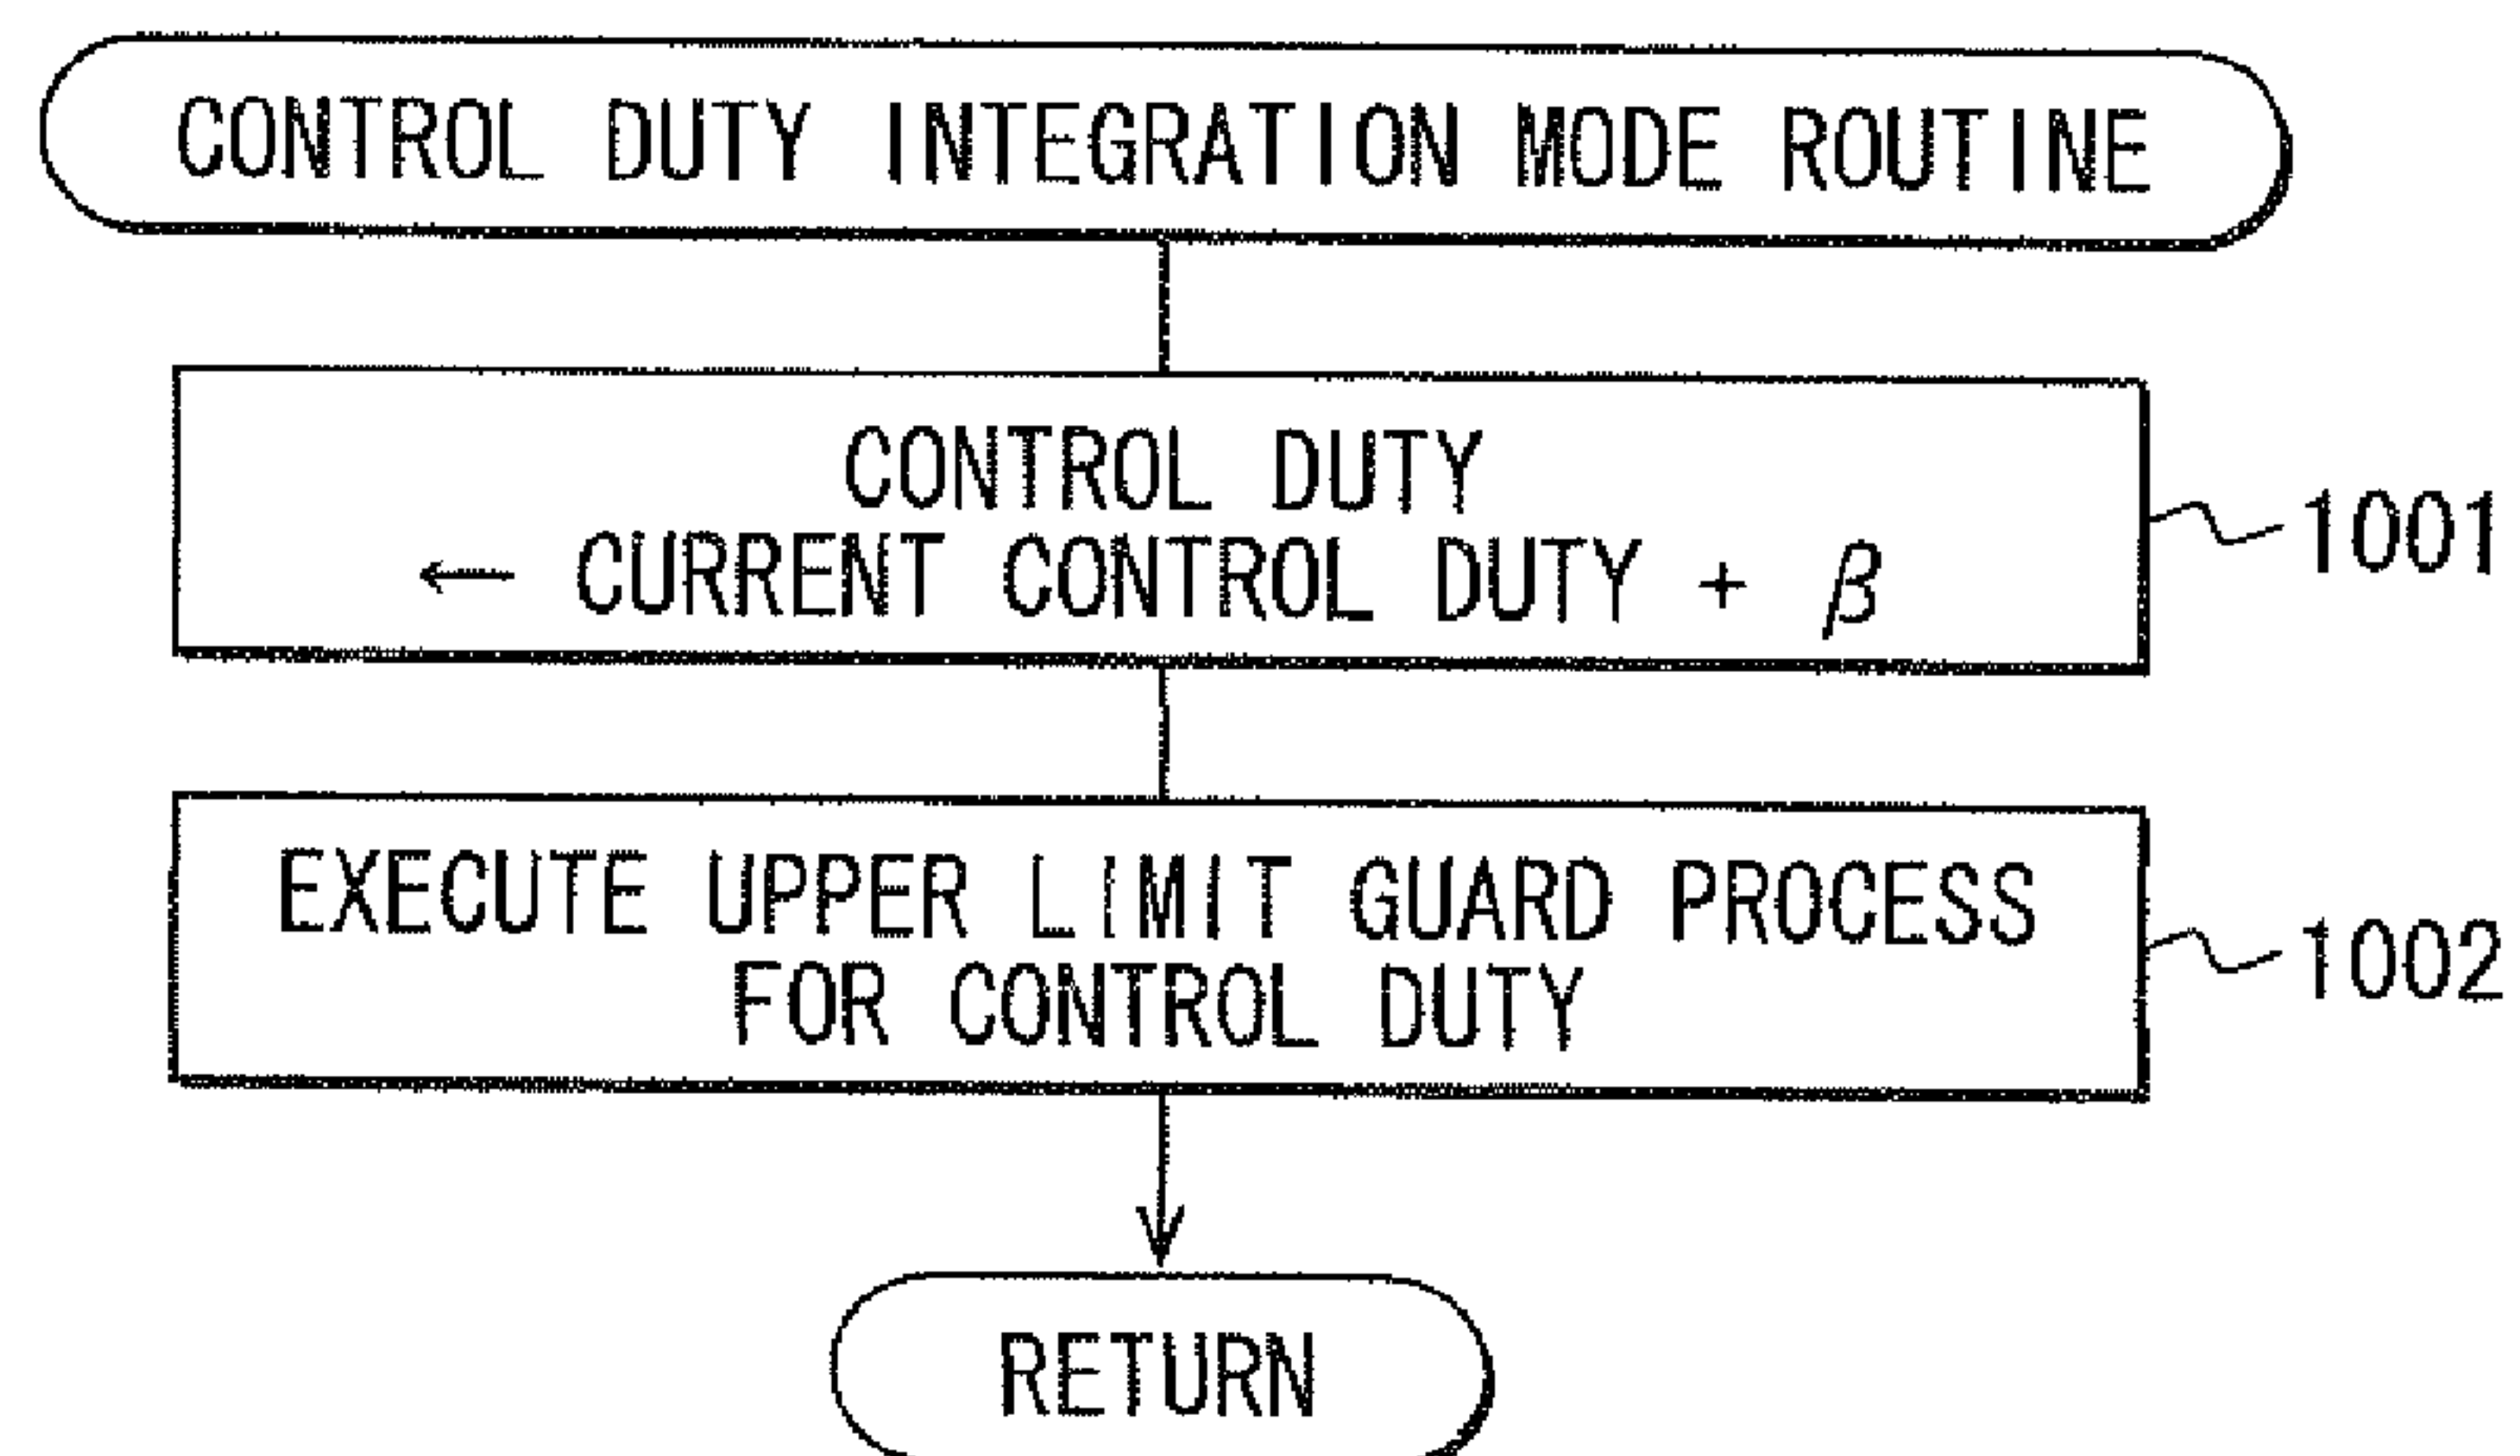 CONTROL DUTY INTEGRATION MODE ROUTINE
CONTROL DUTY
← CURRENT CONTROL DUTY + β
1001
EXECUTE UPPER LIMIT GUARD PROCESS
FOR CONTROL DUTY
1002
RETURN